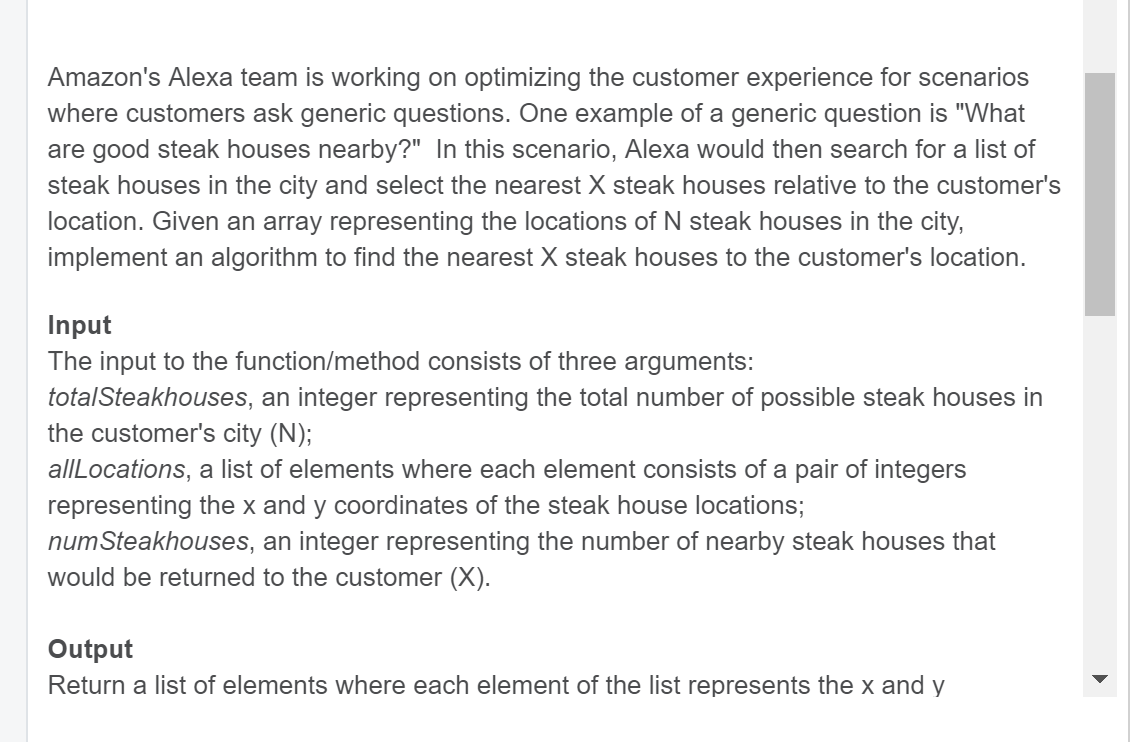 Amazon's Alexa team is working on optimizing the customer experience for scenarios
where customers ask generic questions. One example of a generic question is "What
are good steak houses nearby?"  In this scenario, Alexa would then search for a list of
steak houses in the city and select the nearest X steak houses relative to the customer's
location. Given an array representing the locations of N steak houses in the city,
implement an algorithm to find the nearest X steak houses to the customer's location.
Input
The input to the function/method consists of three arguments:
totalSteakhouses, an integer representing the total number of possible steak houses in
the customer's city (N);
allLocations, a list of elements where each element consists of a pair of integers
representing the x and y coordinates of the steak house locations;
numSteakhouses, an integer representing the number of nearby steak houses that
would be returned to the customer (X).
Output
Return a list of elements where each element of the list represents the x and y